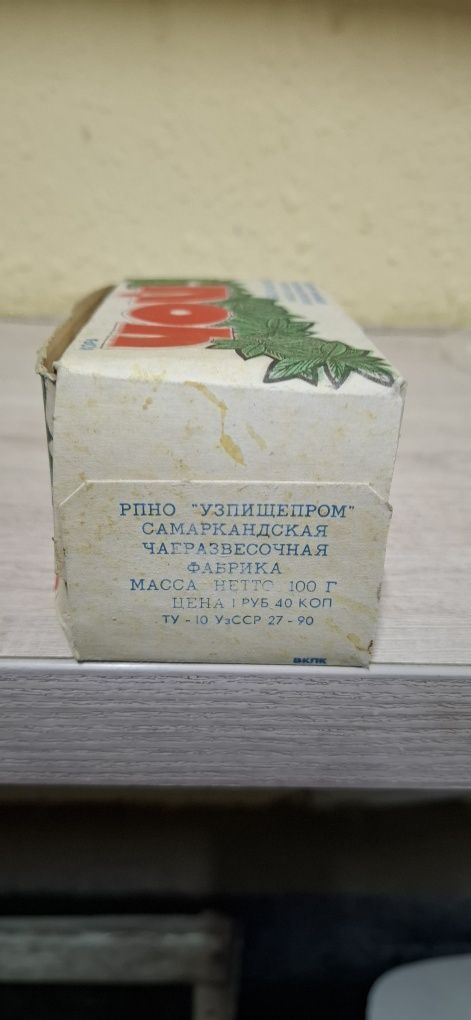 ЧОЙ
РПНО "УЗПИЩЕПРОМ"
САМАРКАНДСКАЯ
ЧАЕРАЗВЕСОЧНАЯ
ФАБРИКА
МАССА НЕТТО 100 Г
ЦЕНА 1 РУБ 40 КОП
ТУ - 10 УзССР 27 - 90
ВКПК